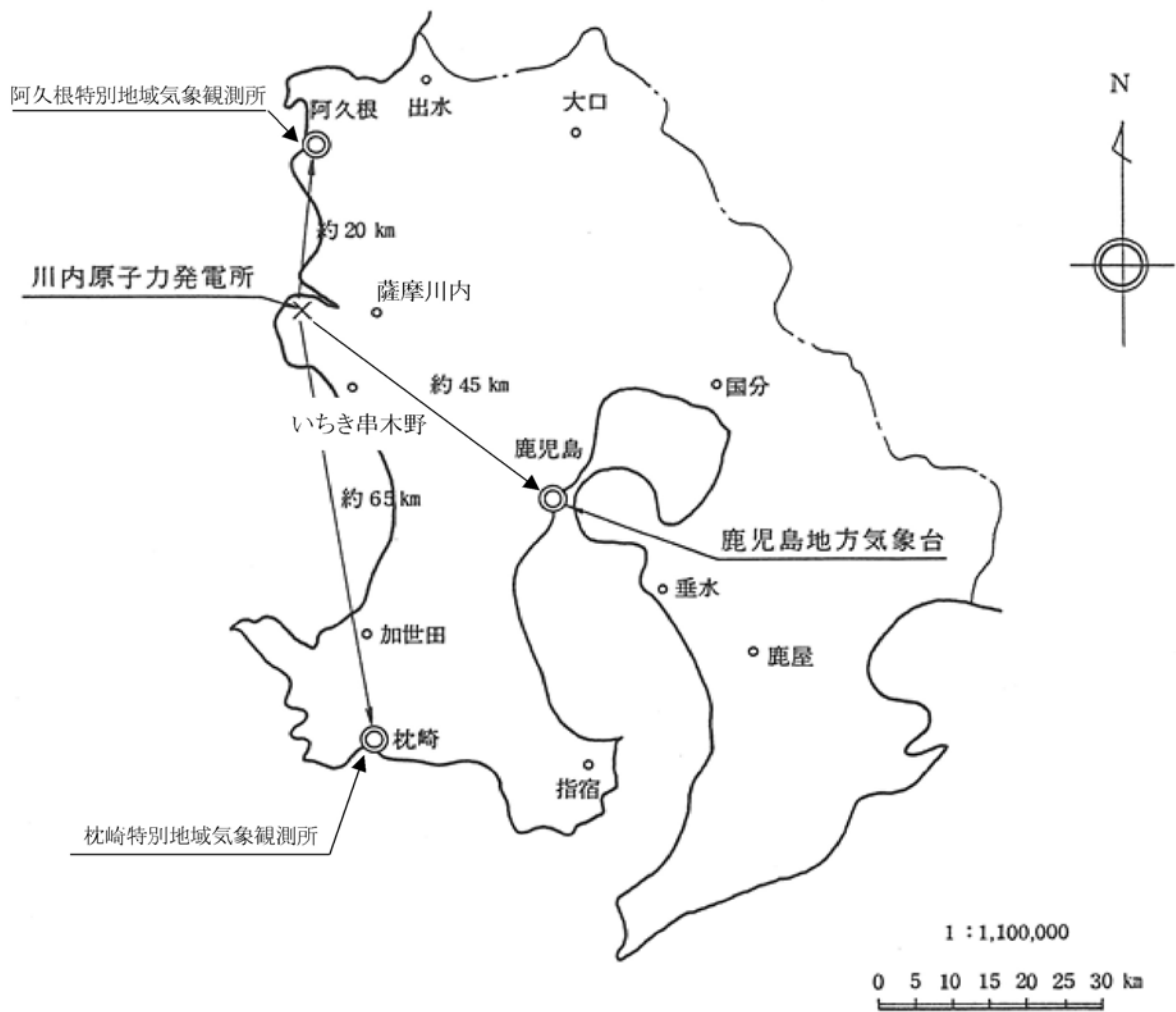 阿久根特別地域気象観測所
阿久根
出水
大口
N
約 20 km
川内原子力発電所
薩摩川内
約 45 km
国分
いちき串木野
鹿児島
約 65 km
鹿児島地方気象台
垂水
加世田
鹿屋
枕崎
指宿
枕崎特別地域気象観測所
1 : 1,100,000
0 5 10 15 20 25 30 km